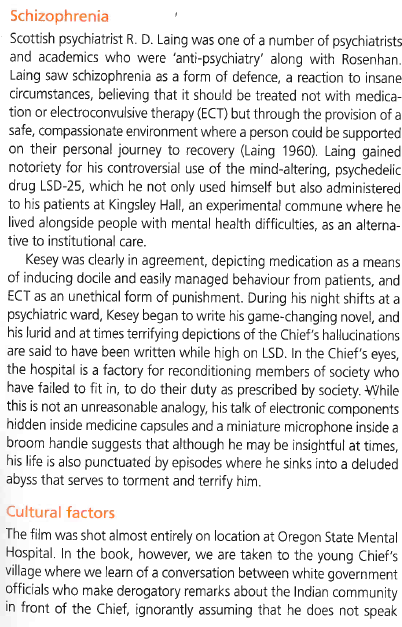 Schizophrenia
Scottish psychiatrist R. D. Laing was one of a number of psychiatrists
and academics who were ‘anti-psychiatry’ along with Rosenhan.
Laing saw schizophrenia as a form of defence, a reaction to insane
circumstances, believing that it should be treated not with medica-
tion or electroconvulsive therapy (ECT) but through the provision of a
safe, compassionate environment where a person could be supported
on their personal journey to recovery (Laing 1960). Laing gained
notoriety for his controversial use of the mind-altering, psychedelic
drug LSD-25, which he not only used himself but also administered
to his patients at Kingsley Hall, an experimental commune where he
lived alongside people with mental health difficulties, as an alterna-
tive to institutional care.
Kesey was clearly in agreement, depicting medication as a means
of inducing docile and easily managed behaviour from patients, and
ECT as an unethical form of punishment. During his night shifts at a
psychiatric ward, Kesey began to write his game-changing novel, and
his lurid and at times terrifying depictions of the Chief’s hallucinations
are said to have been written while high on LSD. In the Chief’s eyes,
the hospital is a factory for reconditioning members of society who
have failed to fit in, to do their duty as prescribed by society. While
this is not an unreasonable analogy, his talk of electronic components
hidden inside medicine capsules and a miniature microphone inside a
broom handle suggests that although he may be insightful at times,
his life is also punctuated by episodes where he sinks into a deluded
abyss that serves to torment and terrify him.
Cultural factors
The film was shot almost entirely on location at Oregon State Mental
Hospital. In the book, however, we are taken to the young Chief’s
village where we learn of a conversation between white government
officials who make derogatory remarks about the Indian community
in front of the Chief, ignorantly assuming that he does not speak